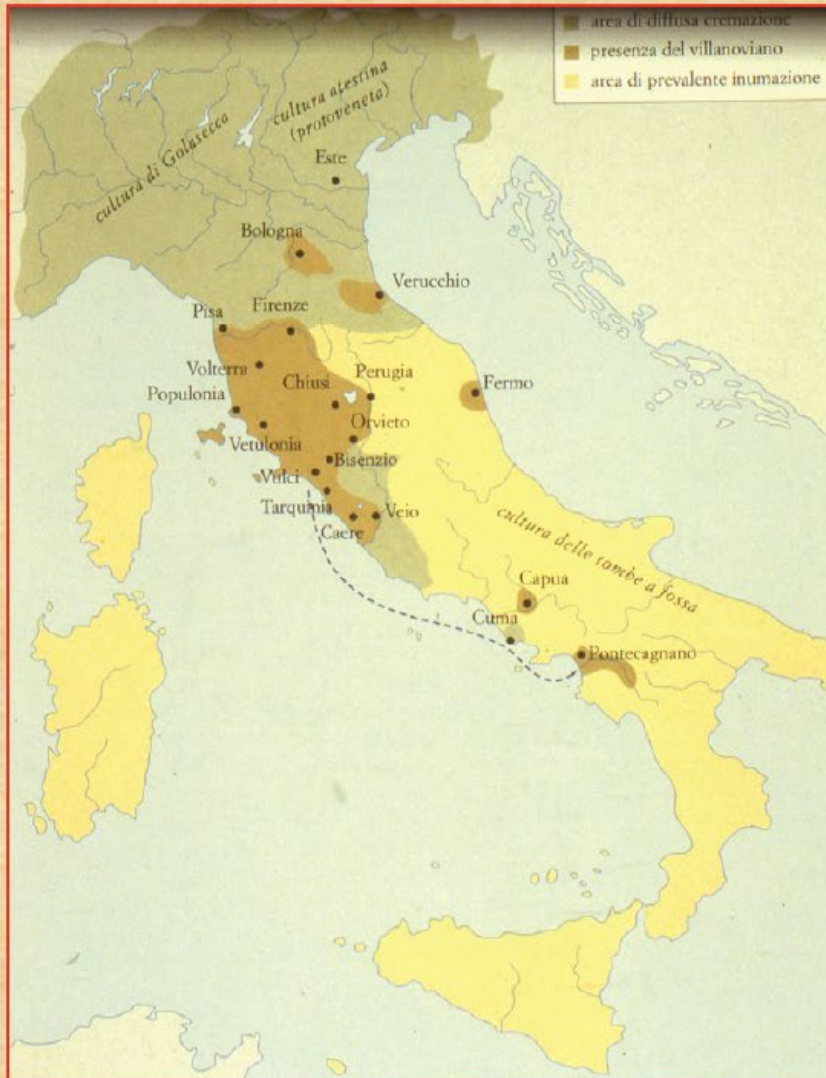 area di diffusa cremazione
presenza del villanoviano
area di prevalente inumazione
cultura di Golasecca
cultura atestina
(protoveneta)
Este
Bologna
Verucchio
Pisa
Firenze
Volterra
Chiusi
Perugia
Fermo
Populonia
Orvieto
Vetulonia
Bisenzio
Vulci
Tarquinia
Veio
Caere
cultura delle tombe a fossa
Capua
Cuma
Pontecagnano